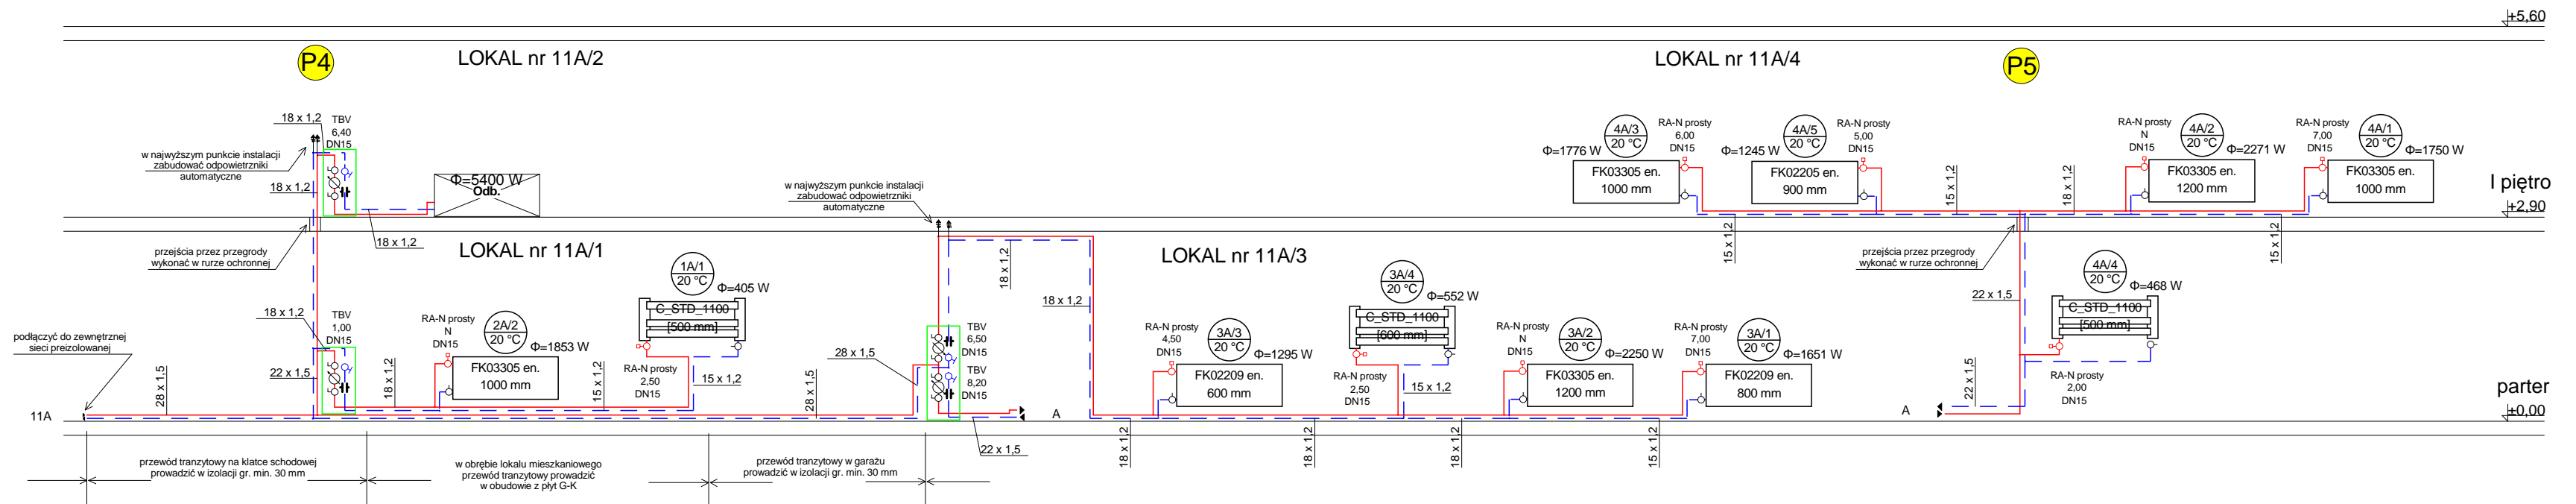 +5,60
P4
LOKAL nr 11A/2
LOKAL nr 11A/4
P5
18 x 1,2
TBV
6,40
DN15
w najwyższym punkcie instalacji
zabudować odpowietrzniki
automatyczne
18 x 1,2
Φ=5400 W
Odb.
18 x 1,2
w najwyższym punkcie instalacji
zabudować odpowietrzniki
automatyczne
4A/3
20 °C
Φ=1776 W
FK03305 en.
1000 mm
RA-N prosty
6,00
DN15
4A/5
20 °C
Φ=1245 W
FK02205 en.
900 mm
RA-N prosty
5,00
DN15
15 x 1,2
18 x 1,2
RA-N prosty
N
DN15
4A/2
20 °C
Φ=2271 W
FK03305 en.
1200 mm
RA-N prosty
7,00
DN15
4A/1
20 °C
Φ=1750 W
FK03305 en.
1000 mm
I piętro
+2,90
15 x 1,2
15 x 1,2
przejścia przez przegrody
wykonać w rurze ochronnej
LOKAL nr 11A/1
LOKAL nr 11A/3
18 x 1,2
18 x 1,2
przejścia przez przegrody
wykonać w rurze ochronnej
22 x 1,5
4A/4
20 °C
Φ=468 W
C_STD_1100
[500 mm]
RA-N prosty
2,00
DN15
22 x 1,5
podłączyć do zewnętrznej
sieci preizolowanej
18 x 1,2
TBV
1,00
DN15
22 x 1,5
28 x 1,5
18 x 1,2
RA-N prosty
N
DN15
2A/2
20 °C
Φ=1853 W
FK03305 en.
1000 mm
15 x 1,2
1A/1
20 °C
Φ=405 W
C_STD_1100
[500 mm]
RA-N prosty
2,50
DN15
15 x 1,2
28 x 1,5
28 x 1,5
TBV
6,50
DN15
TBV
8,20
DN15
22 x 1,5
A
RA-N prosty
4,50
DN15
3A/3
20 °C
Φ=1295 W
FK02209 en.
600 mm
3A/4
20 °C
Φ=552 W
C_STD_1100
[600 mm]
RA-N prosty
2,50
DN15
15 x 1,2
RA-N prosty
N
DN15
3A/2
20 °C
Φ=2250 W
FK03305 en.
1200 mm
RA-N prosty
7,00
DN15
3A/1
20 °C
Φ=1651 W
FK02209 en.
800 mm
A
parter
+0,00
11A
18 x 1,2
18 x 1,2
18 x 1,2
15 x 1,2
przewód tranzytowy na klatce schodowej
prowadzić w izolacji gr. min. 30 mm
w obrębie lokalu mieszkaniowego
przewód tranzytowy prowadzić
w obudowie z płyt G-K
przewód tranzytowy w garażu
prowadzić w izolacji gr. min. 30 mm